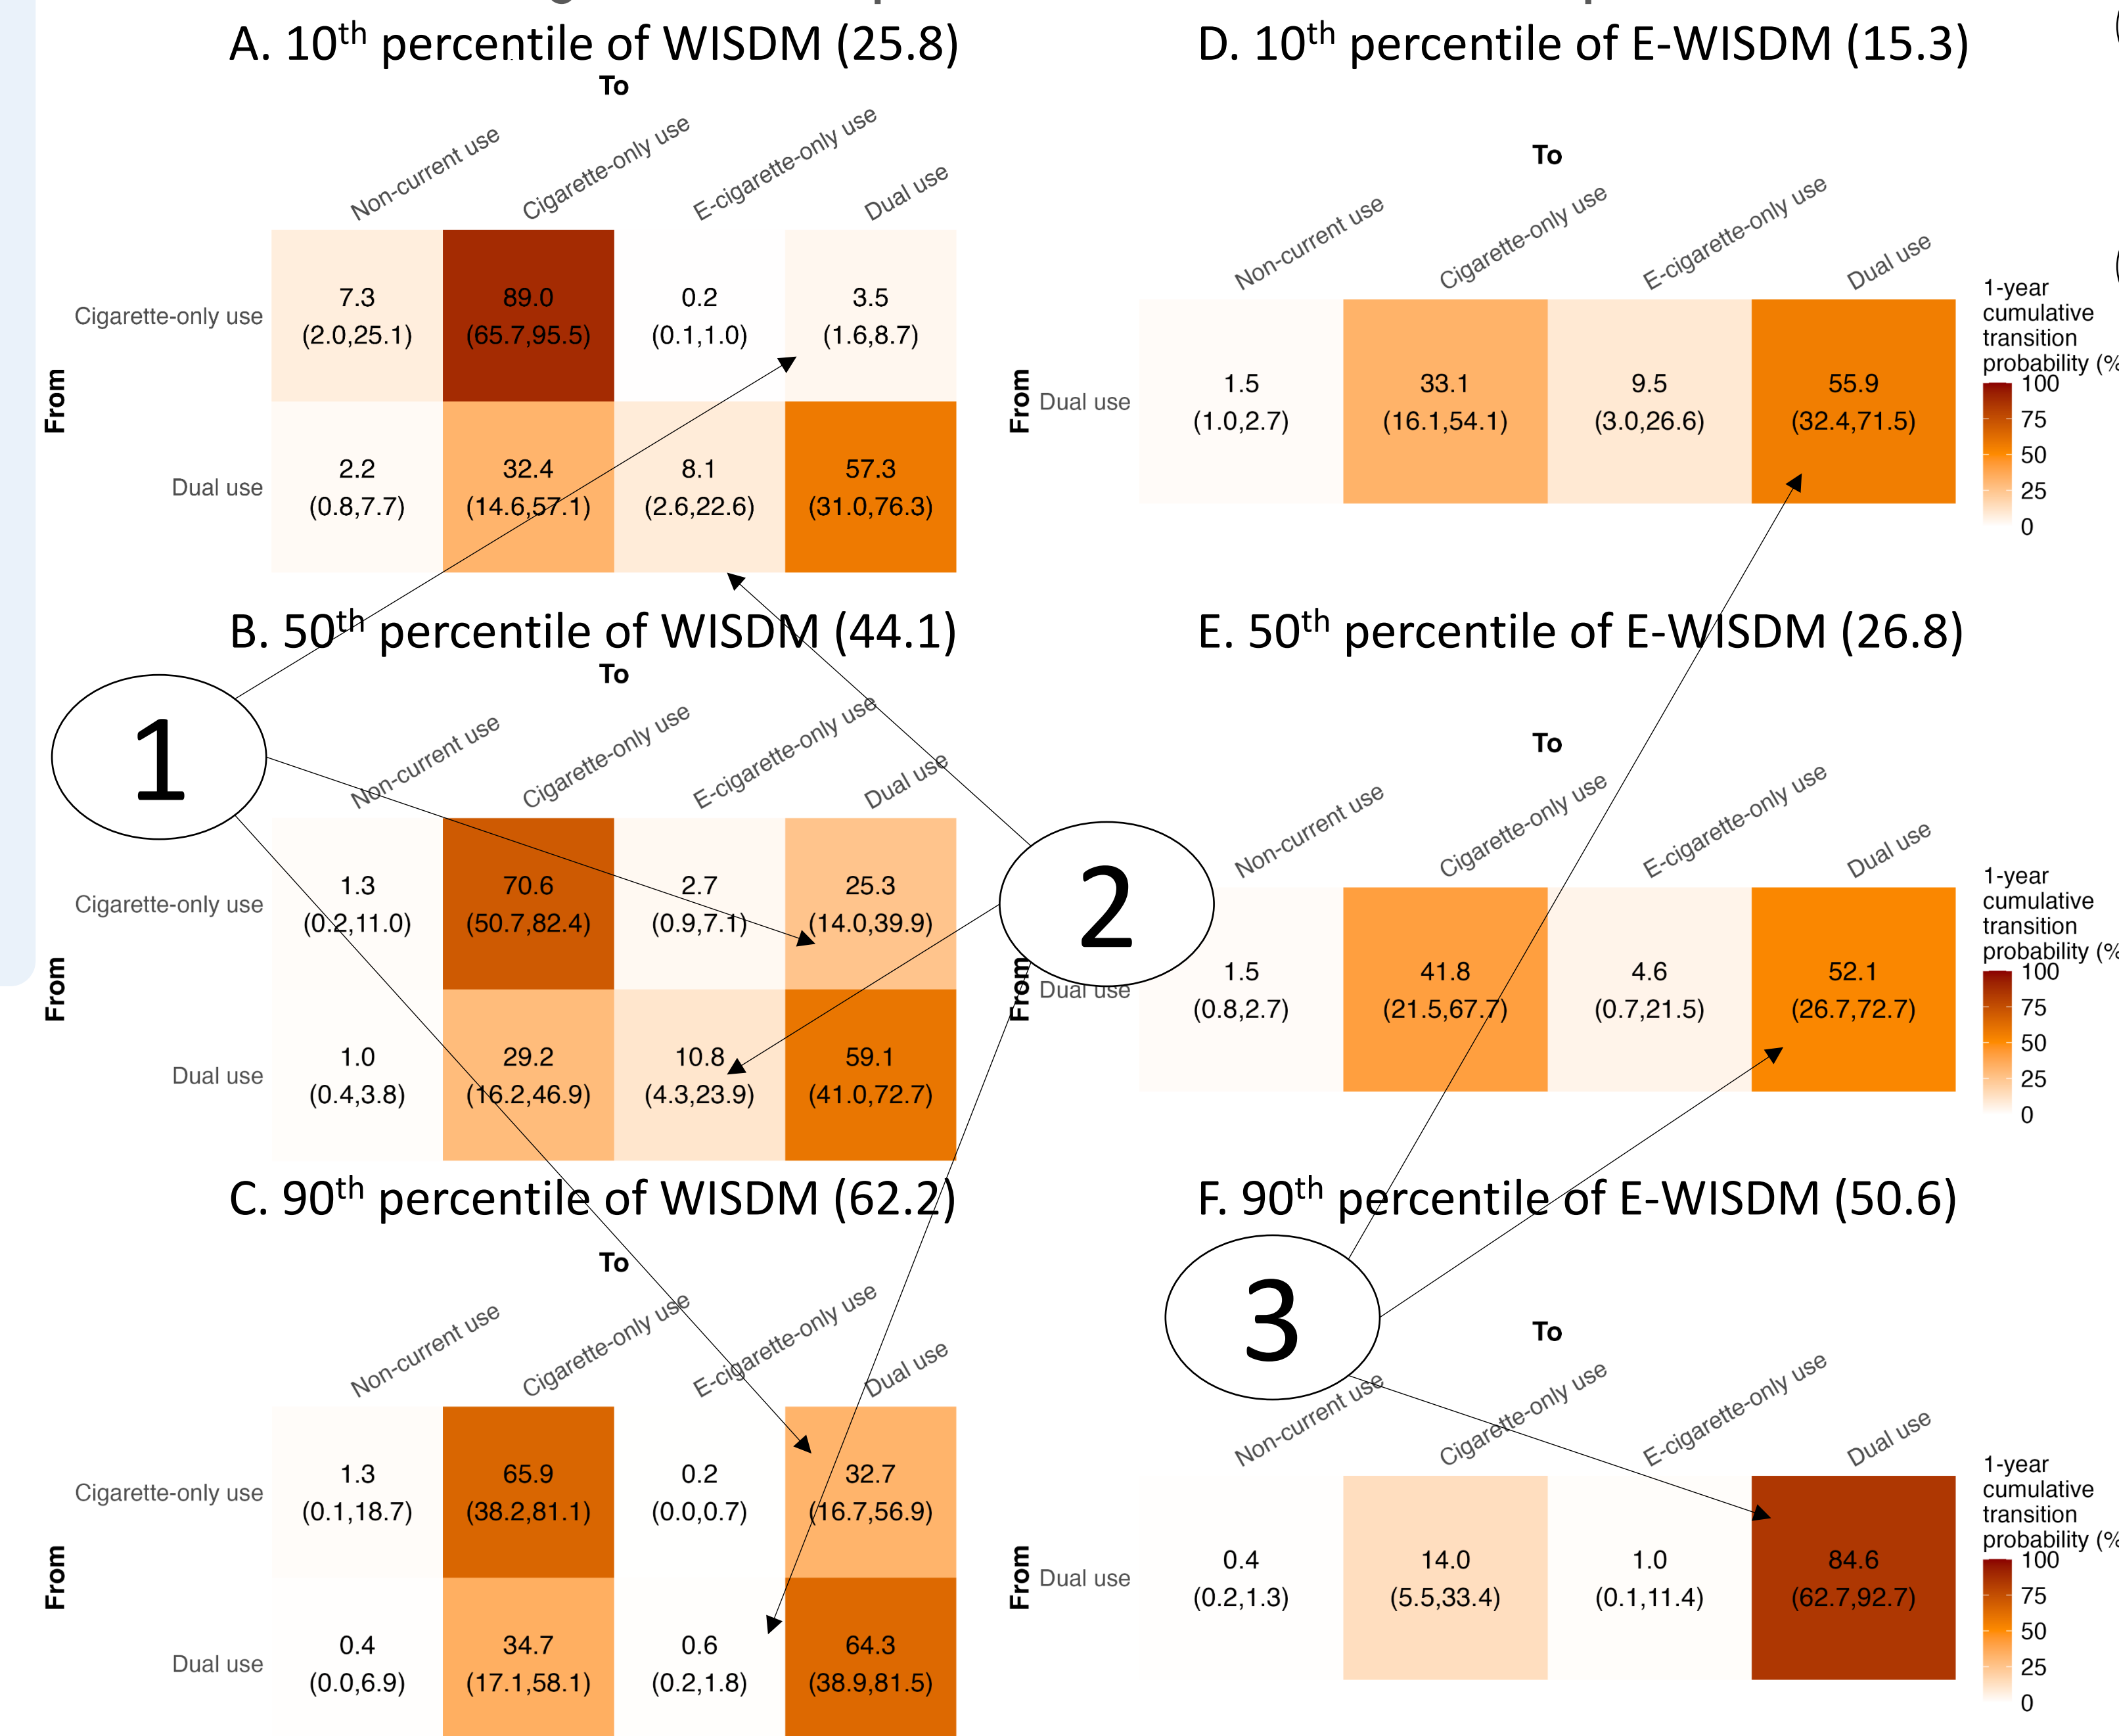 A. 10th percentile of WISDM (25.8)
To
Non-current use
Cigarette-only use
E-cigarette-only use
Dual use
From
Cigarette-only use
7.3 89.0 0.2 3.5
(2.0,25.1) (65.7,95.5) (0.1,1.0) (1.6,8.7)
Dual use
2.2 32.4 8.1 57.3
(0.8,7.7) (14.6,57.1) (2.6,22.6) (31.0,76.3)
B. 50th percentile of WISDM (44.1)
To
Non-current use
Cigarette-only use
E-cigarette-only use
Dual use
From
Cigarette-only use
1.3 70.6 2.7 25.3
(0.2,11.0) (50.7,82.4) (0.9,7.1) (14.0,39.9)
Dual use
1.0 29.2 10.8 59.1
(0.4,3.8) (16.2,46.9) (4.3,23.9) (41.0,72.7)
C. 90th percentile of WISDM (62.2)
To
Non-current use
Cigarette-only use
E-cigarette-only use
Dual use
From
Cigarette-only use
1.3 65.9 0.2 32.7
(0.1,18.7) (38.2,81.1) (0.0,0.7) (16.7,56.9)
Dual use
0.4 34.7 0.6 64.3
(0.0,6.9) (17.1,58.1) (0.2,1.8) (38.9,81.5)
1
2
3
D. 10th percentile of E-WISDM (15.3)
To
Non-current use
Cigarette-only use
E-cigarette-only use
Dual use
From
Dual use
1.5 33.1 9.5 55.9
(1.0,2.7) (16.1,54.1) (3.0,26.6) (32.4,71.5)
1-year
cumulative
transition
probability (%
100
75
50
25
0
E. 50th percentile of E-WISDM (26.8)
To
Non-current use
Cigarette-only use
E-cigarette-only use
Dual use
From
Dual use
1.5 41.8 4.6 52.1
(0.8,2.7) (21.5,67.7) (0.7,21.5) (26.7,72.7)
1-year
cumulative
transition
probability (%
100
75
50
25
0
F. 90th percentile of E-WISDM (50.6)
To
Non-current use
Cigarette-only use
E-cigarette-only use
Dual use
From
Dual use
0.4 14.0 1.0 84.6
(0.2,1.3) (5.5,33.4) (0.1,11.4) (62.7,92.7)
1-year
cumulative
transition
probability (%
100
75
50
25
0